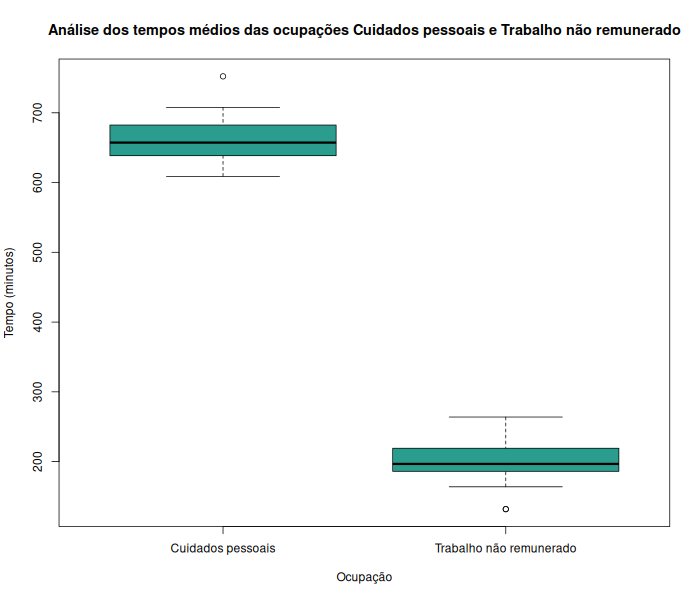 Análise dos tempos médios das ocupações Cuidados pessoais e Trabalho não remunerado
Tempo (minutos)
700
600
500
400
300
200
Cuidados pessoais
Trabalho não remunerado
Ocupação